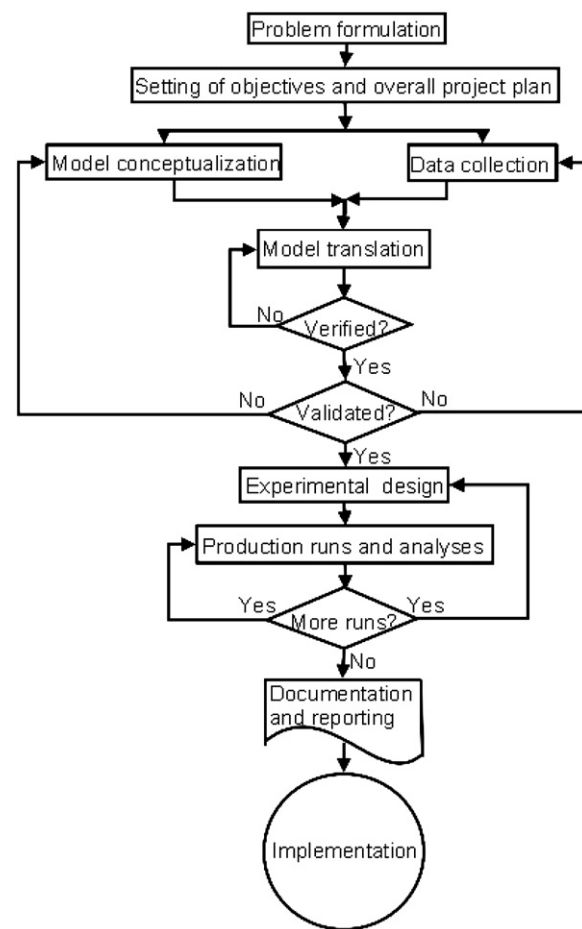 Problem formulation
Setting of objectives and overall project plan
Model conceptualization
Data collection
Model translation
No
Verified?
Yes
No
Validated?
No
Yes
Experimental design
Production runs and analyses
Yes
More runs?
Yes
No
Documentation
and reporting
Implementation